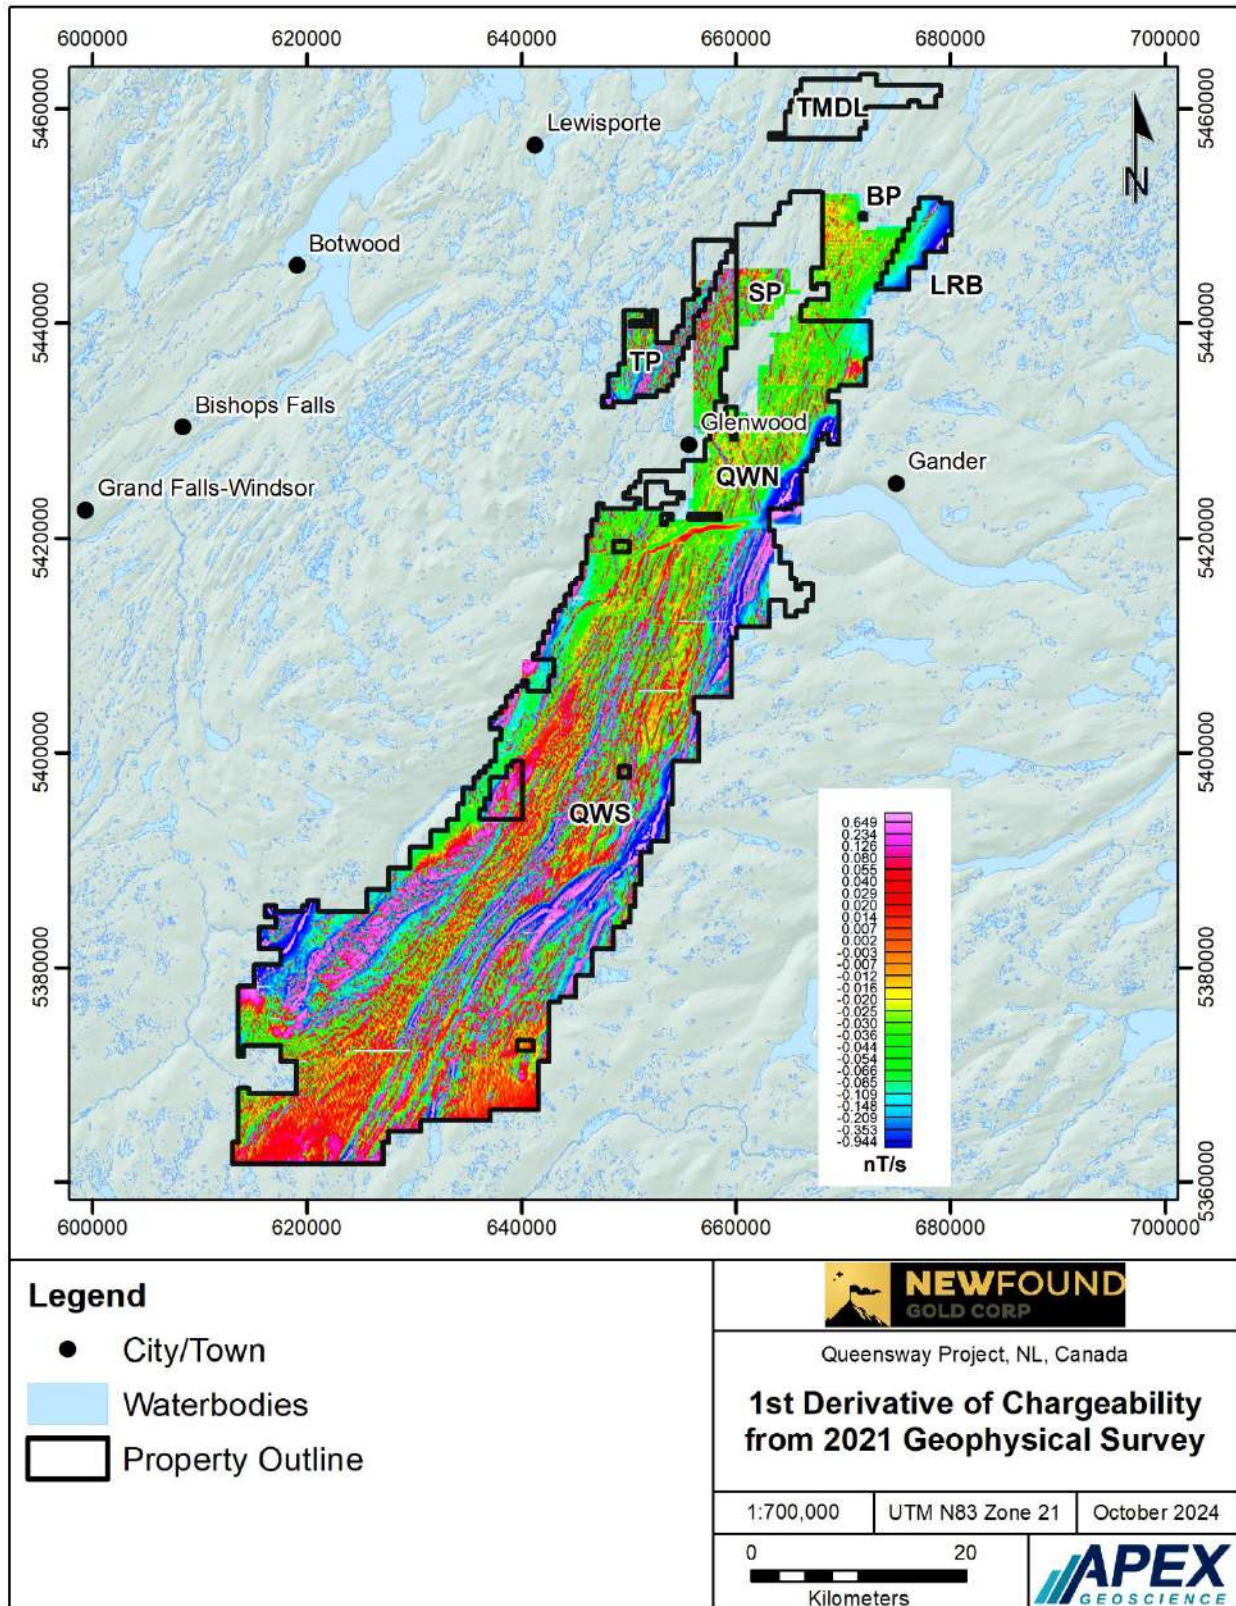 600000 620000 640000 660000 680000 700000
5460000 5460000
5440000 5440000
5420000 5420000
5400000 5400000
5380000 5380000
5360000
TMDL
Lewisporte
N
BP
Botwood
SP
LRB
TP
Bishops Falls
Glenwood
Gander
QWN
Grand Falls-Windsor
QWS
0.649
0.234
0.126
0.080
0.055
0.040
0.029
0.020
0.014
0.007
0.002
-0.003
-0.007
-0.012
-0.016
-0.020
-0.025
-0.030
-0.036
-0.044
-0.054
-0.066
-0.085
-0.109
-0.148
-0.209
-0.353
-0.944
nT/s
600000 620000 640000 660000 680000 700000
Legend
City/Town
Waterbodies
Property Outline
NEWFOUND
GOLD CORP
Queensway Project, NL, Canada
1st Derivative of Chargeability
from 2021 Geophysical Survey
1:700,000 UTM N83 Zone 21 October 2024
0 20
Kilometers
APEX
GEOSCIENCE